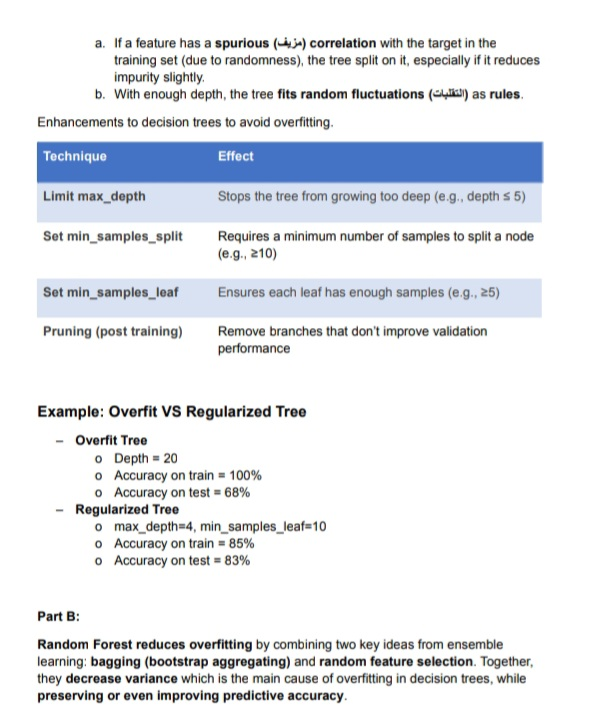 a. If a feature has a spurious (مزيف) correlation with the target in the
training set (due to randomness), the tree split on it, especially if it reduces
impurity slightly.
b. With enough depth, the tree fits random fluctuations (التقلبات) as rules.
Enhancements to decision trees to avoid overfitting.
Technique Effect
Limit max_depth Stops the tree from growing too deep (e.g., depth ≤ 5)
Set min_samples_split Requires a minimum number of samples to split a node
(e.g., ≥10)
Set min_samples_leaf Ensures each leaf has enough samples (e.g., ≥5)
Pruning (post training) Remove branches that don't improve validation
performance
Example: Overfit VS Regularized Tree
– Overfit Tree
o Depth = 20
o Accuracy on train = 100%
o Accuracy on test = 68%
– Regularized Tree
o max_depth=4, min_samples_leaf=10
o Accuracy on train = 85%
o Accuracy on test = 83%
Part B:
Random Forest reduces overfitting by combining two key ideas from ensemble
learning: bagging (bootstrap aggregating) and random feature selection. Together,
they decrease variance which is the main cause of overfitting in decision trees, while
preserving or even improving predictive accuracy.